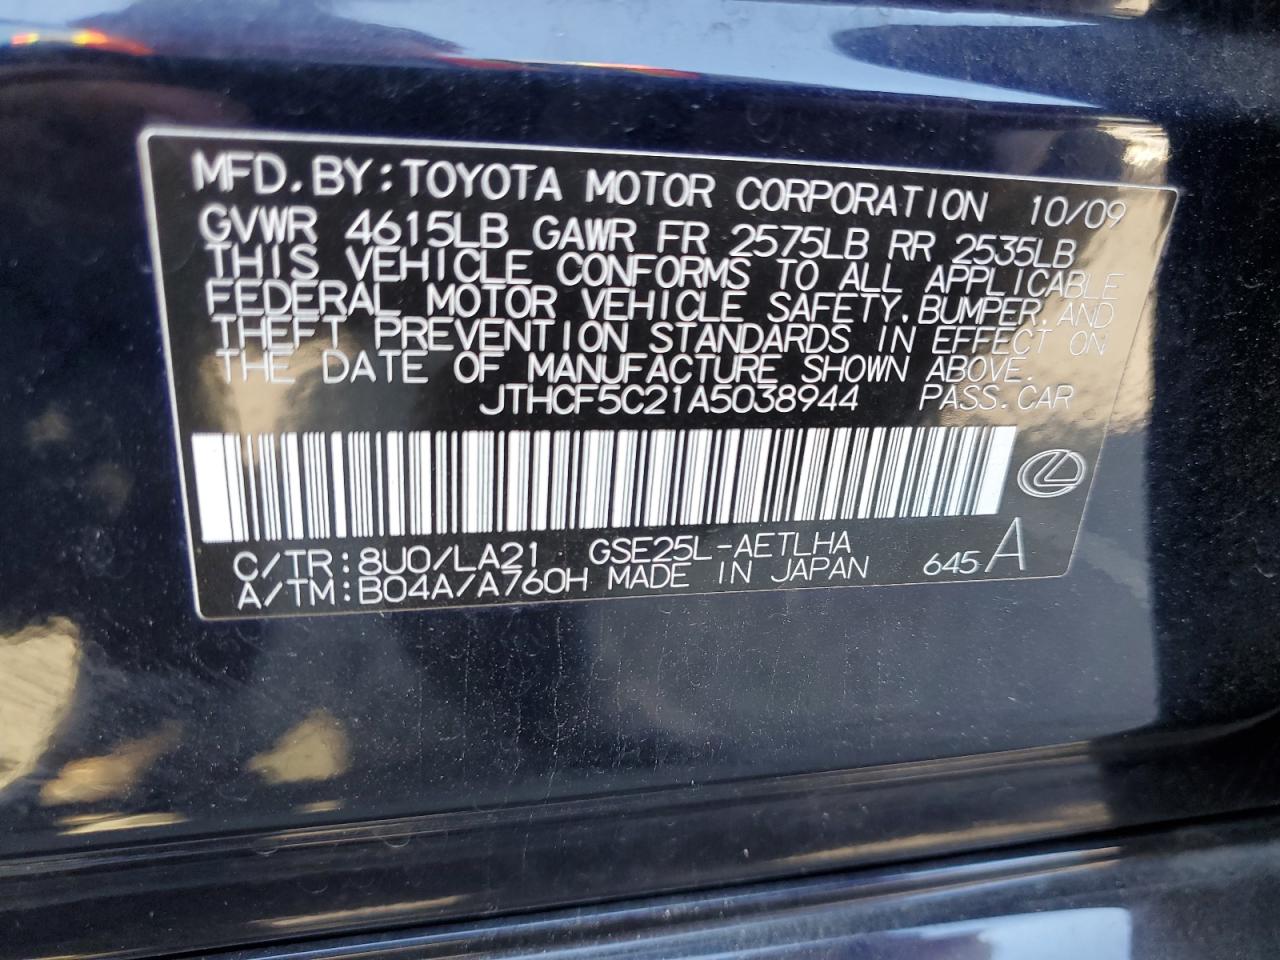 MFD. BY: TOYOTA MOTOR CORPORATION 10/09
GVWR 4615LB GAWR FR 2575LB RR 2535LB
THIS VEHICLE CONFORMS TO ALL APPLICABLE
FEDERAL MOTOR VEHICLE SAFETY, BUMPER, AND
THEFT PREVENTION STANDARDS IN EFFECT ON
THE DATE OF MANUFACTURE SHOWN ABOVE.
JTHCF5C21A5038944 PASS. CAR
C/TR: 8U0/LA21 GSE25L-AETLHA
A/TM: B04A/A760H MADE IN JAPAN 645 A